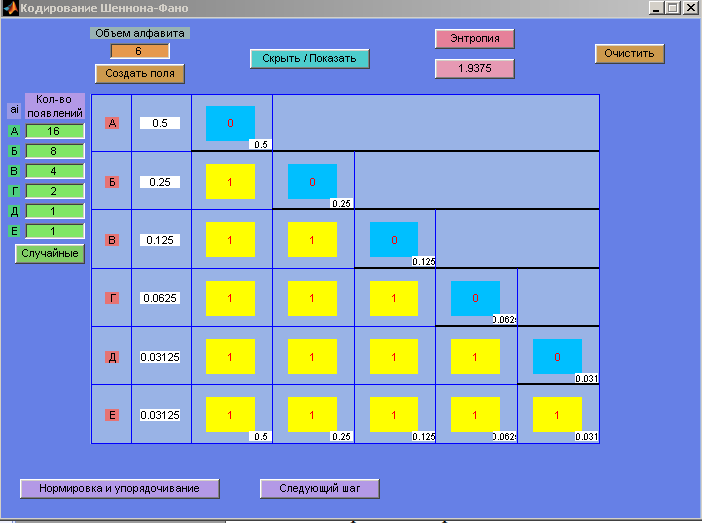 Кодирование Шеннона-Фано
Объем алфавита
6
Создать поля
Скрыть / Показать
Энтропия
1.9375
Очистить
ai
Кол-во
появлений
А 16
Б 8
В 4
Г 2
Д 1
Е 1
Случайные
А 0.5 0
0.5
Б 0.25 1 0
0.25
В 0.125 1 1 0
0.125
Г 0.0625 1 1 1 0
0.062
Д 0.03125 1 1 1 1 0
0.031
Е 0.03125 1 1 1 1 1
0.5 0.25 0.125 0.062 0.031
Нормировка и упорядочивание
Следующий шаг